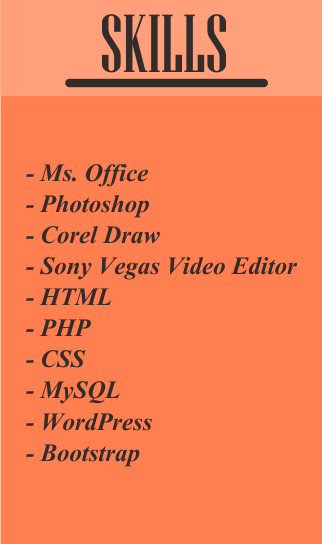 SKILLS
- Ms. Office
- Photoshop
- Corel Draw
- Sony Vegas Video Editor
- HTML
- PHP
- CSS
- MySQL
- WordPress
- Bootstrap